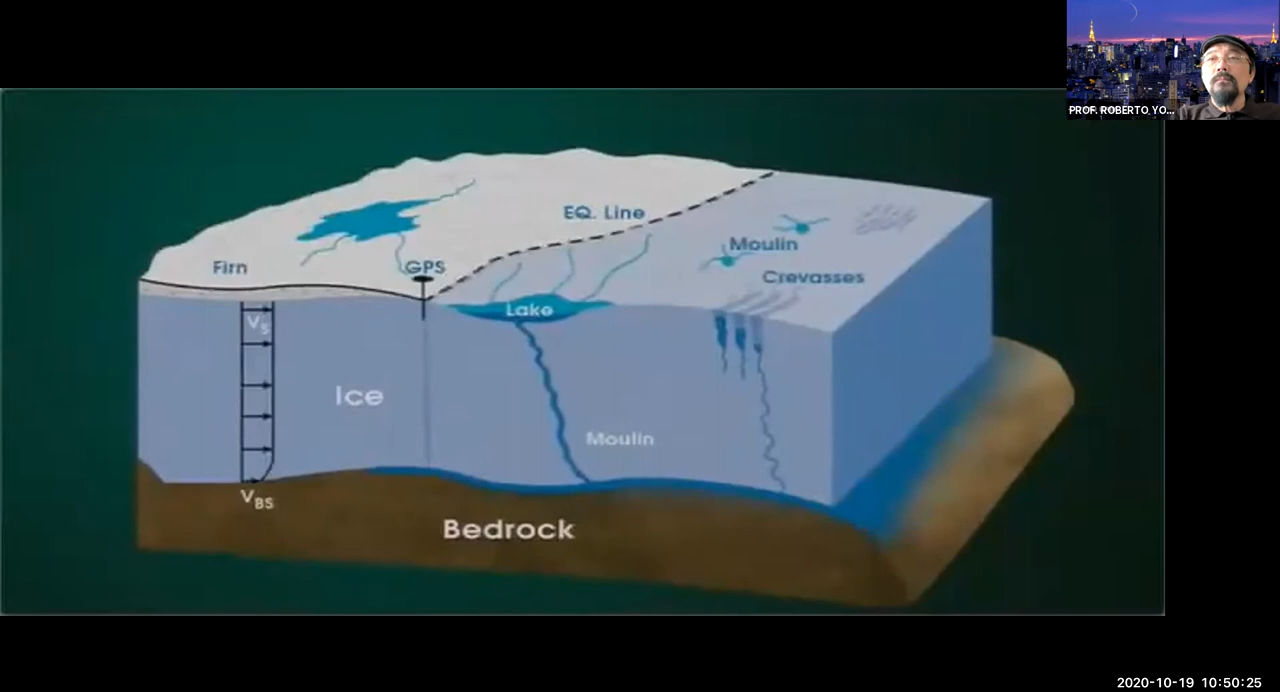 PROF. ROBERTO YO...
EQ. Line
Moulin
Firn
GPS
Crevasses
Lake
VS
Ice
Moulin
VBS
Bedrock
2020-10-19 10:50:25